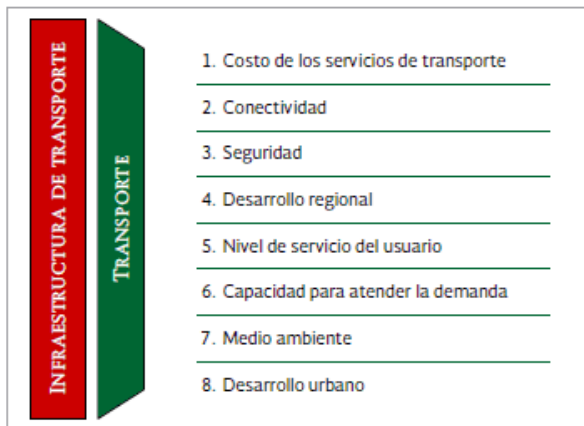 INFRAESTRUCTURA DE TRANSPORTE
TRANSPORTE
1. Costo de los servicios de transporte
2. Conectividad
3. Seguridad
4. Desarrollo regional
5. Nivel de servicio del usuario
6. Capacidad para atender la demanda
7. Medio ambiente
8. Desarrollo urbano